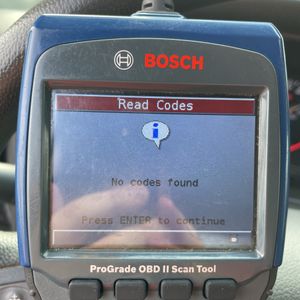 BOSCH
Read Codes
i
No codes found
Press ENTER to continue
ProGrade OBD II Scan Tool